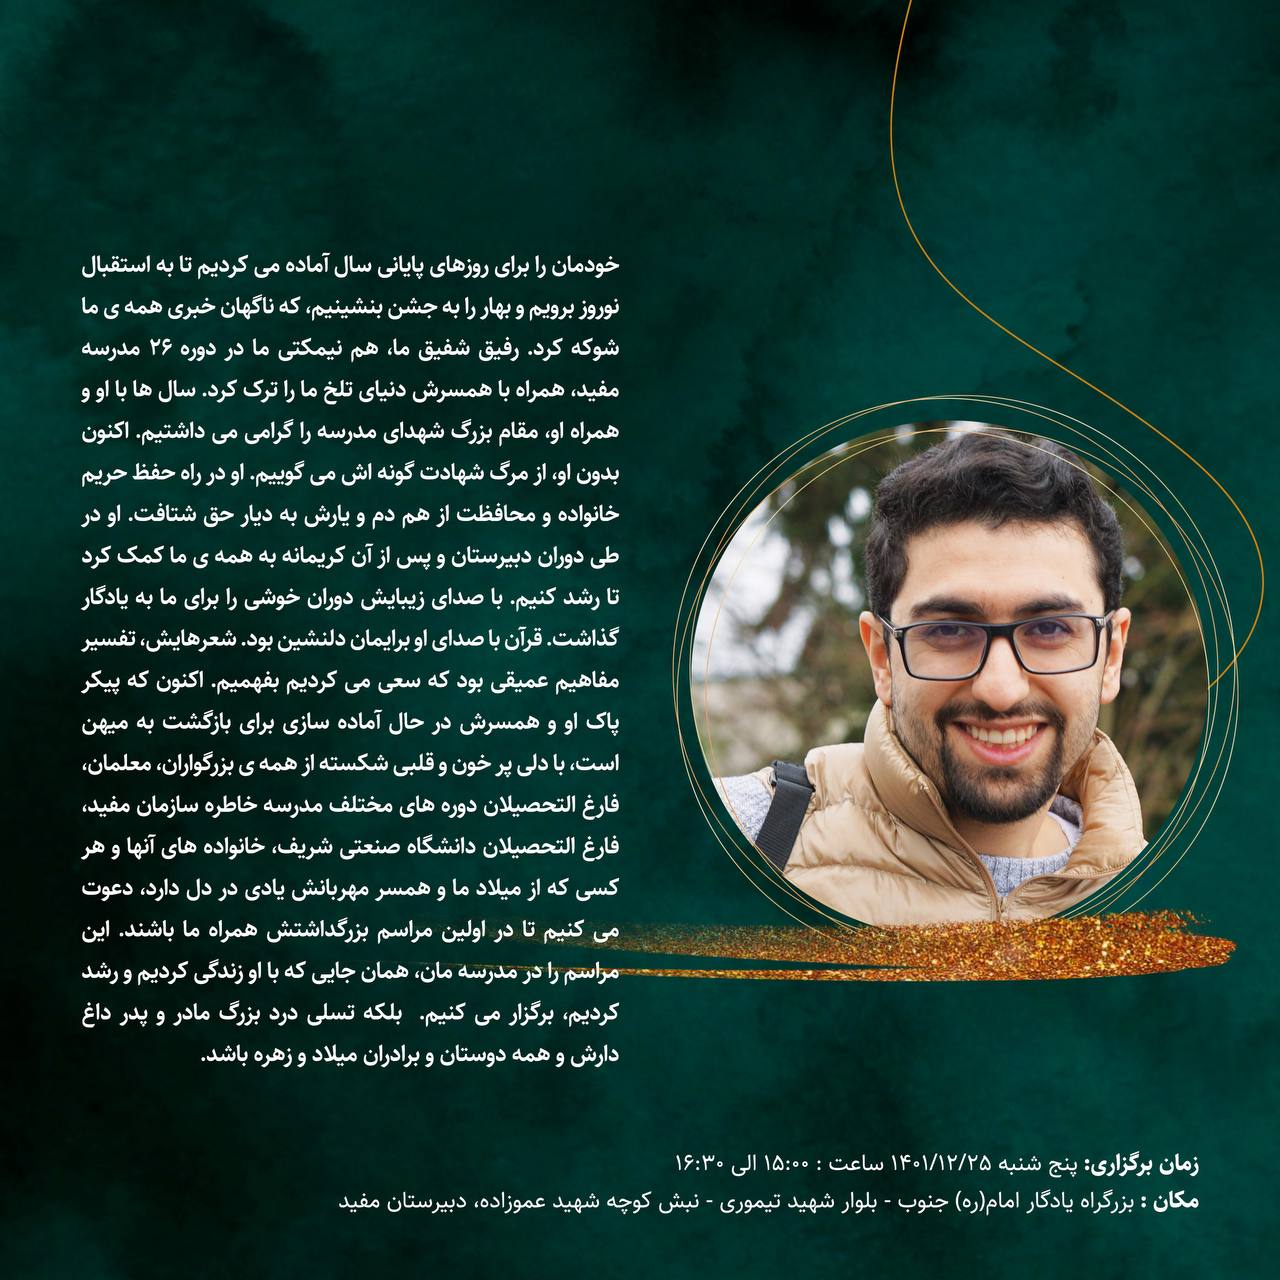 خودمان را برای روزهای پایانی سال آماده می کردیم تا به استقبال
نوروز برویم و بهار را به جشن بنشینیم، که ناگهان خبری همه ی ما
شوکه کرد. رفیق شفیق ما، هم نیمکتی ما در دوره ۲۶ مدرسه
مفید، همراه با همسرش دنیای تلخ ما را ترک کرد. سال ها با او و
همراه او، مقام بزرگ شهدای مدرسه را گرامی می داشتیم. اکنون
بدون او، از مرگ شهادت گونه اش می گوییم. او در راه حفظ حریم
خانواده و محافظت از هم دم و یارش به دیار حق شتافت. او در
طی دوران دبیرستان و پس از آن کریمانه به همه ی ما کمک کرد
تا رشد کنیم. با صدای زیبایش دوران خوشی را برای ما به یادگار
گذاشت. قرآن با صدای او برایمان دلنشین بود. شعرهایش، تفسیر
مفاهیم عمیقی بود که سعی می کردیم بفهمیم. اکنون که پیکر
پاک او و همسرش در حال آماده سازی برای بازگشت به میهن
است، با دلی پر خون و قلبی شکسته از همه ی بزرگواران، معلمان،
فارغ التحصیلان دوره های مختلف مدرسه خاطره سازمان مفید،
فارغ التحصیلان دانشگاه صنعتی شریف، خانواده های آنها و هر
کسی که از میلاد ما و همسر مهربانش یادی در دل دارد، دعوت
می کنیم تا در اولین مراسم بزرگداشتش همراه ما باشند. این
مراسم را در مدرسه مان، همان جایی که با او زندگی کردیم و رشد
کردیم، برگزار می کنیم. بلکه تسلی درد بزرگ مادر و پدر داغ
دارش و همه دوستان و برادران میلاد و زهره باشد.
زمان برگزاری: پنج شنبه ۱۴۰۱/۱۲/۲۵ ساعت : ۱۵:۰۰ الی ۱۶:۳۰
مکان : بزرگراه یادگار امام(ره) جنوب - بلوار شهید تیموری - نبش کوچه شهید عموزاده، دبیرستان مفید